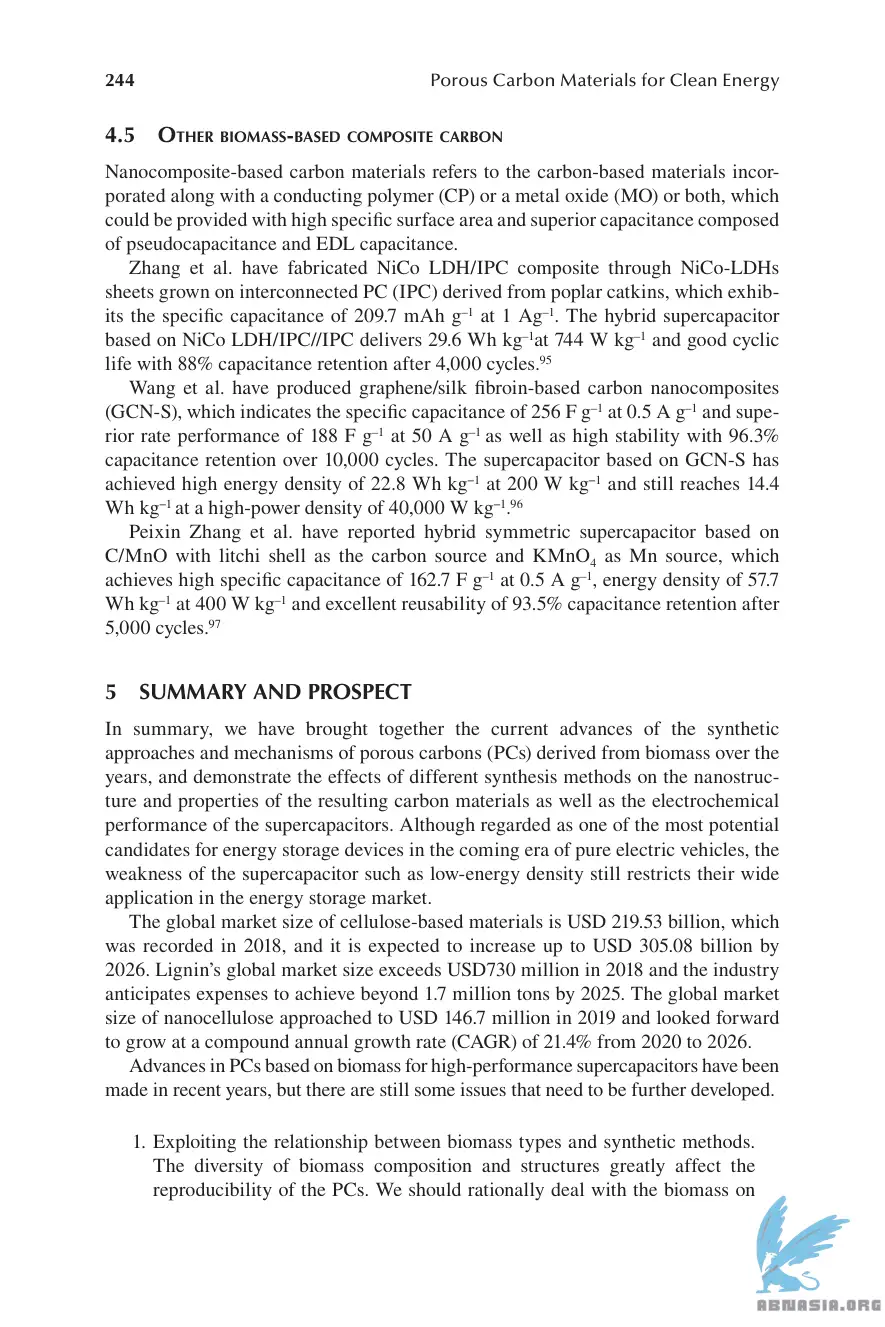 244 Porous Carbon Materials for Clean Energy
4.5 Other biomass-based composite carbon
Nanocomposite-based carbon materials refers to the carbon-based materials incor-
porated along with a conducting polymer (CP) or a metal oxide (MO) or both, which
could be provided with high specific surface area and superior capacitance composed
of pseudocapacitance and EDL capacitance.
Zhang et al. have fabricated NiCo LDH/IPC composite through NiCo-LDHs
sheets grown on interconnected PC (IPC) derived from poplar catkins, which exhib-
its the specific capacitance of 209.7 mAh g⁻¹ at 1 Ag⁻¹. The hybrid supercapacitor
based on NiCo LDH/IPC//IPC delivers 29.6 Wh kg⁻¹at 744 W kg⁻¹ and good cyclic
life with 88% capacitance retention after 4,000 cycles.⁹⁵
Wang et al. have produced graphene/silk fibroin-based carbon nanocomposites
(GCN-S), which indicates the specific capacitance of 256 F g⁻¹ at 0.5 A g⁻¹ and supe-
rior rate performance of 188 F g⁻¹ at 50 A g⁻¹ as well as high stability with 96.3%
capacitance retention over 10,000 cycles. The supercapacitor based on GCN-S has
achieved high energy density of 22.8 Wh kg⁻¹ at 200 W kg⁻¹ and still reaches 14.4
Wh kg⁻¹ at a high-power density of 40,000 W kg⁻¹.⁹⁶
Peixin Zhang et al. have reported hybrid symmetric supercapacitor based on
C/MnO with litchi shell as the carbon source and KMnO₄ as Mn source, which
achieves high specific capacitance of 162.7 F g⁻¹ at 0.5 A g⁻¹, energy density of 57.7
Wh kg⁻¹ at 400 W kg⁻¹ and excellent reusability of 93.5% capacitance retention after
5,000 cycles.⁹⁷
5 SUMMARY AND PROSPECT
In summary, we have brought together the current advances of the synthetic
approaches and mechanisms of porous carbons (PCs) derived from biomass over the
years, and demonstrate the effects of different synthesis methods on the nanostruc-
ture and properties of the resulting carbon materials as well as the electrochemical
performance of the supercapacitors. Although regarded as one of the most potential
candidates for energy storage devices in the coming era of pure electric vehicles, the
weakness of the supercapacitor such as low-energy density still restricts their wide
application in the energy storage market.
The global market size of cellulose-based materials is USD 219.53 billion, which
was recorded in 2018, and it is expected to increase up to USD 305.08 billion by
2026. Lignin's global market size exceeds USD730 million in 2018 and the industry
anticipates expenses to achieve beyond 1.7 million tons by 2025. The global market
size of nanocellulose approached to USD 146.7 million in 2019 and looked forward
to grow at a compound annual growth rate (CAGR) of 21.4% from 2020 to 2026.
Advances in PCs based on biomass for high-performance supercapacitors have been
made in recent years, but there are still some issues that need to be further developed.
1. Exploiting the relationship between biomass types and synthetic methods.
The diversity of biomass composition and structures greatly affect the
reproducibility of the PCs. We should rationally deal with the biomass on
ABNASIA.ORG